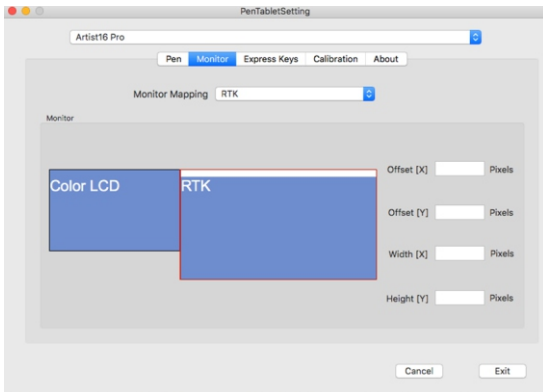 PenTabletSetting
Artist16 Pro
Pen Monitor Express Keys Calibration About
Monitor Mapping RTK
Monitor
Color LCD RTK
Offset [X] Pixels
Offset [Y] Pixels
Width [X] Pixels
Height [Y] Pixels
Cancel Exit